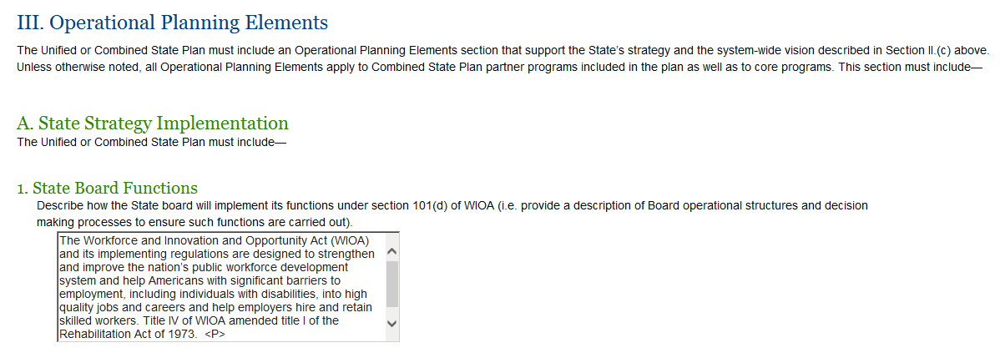 III. Operational Planning Elements
The Unified or Combined State Plan must include an Operational Planning Elements section that support the State's strategy and the system-wide vision described in Section II.(c) above.
Unless otherwise noted, all Operational Planning Elements apply to Combined State Plan partner programs included in the plan as well as to core programs. This section must include—
A. State Strategy Implementation
The Unified or Combined State Plan must include—
1. State Board Functions
Describe how the State board will implement its functions under section 101(d) of WIOA (i.e. provide a description of Board operational structures and decision
making processes to ensure such functions are carried out).
The Workforce and Innovation and Opportunity Act (WIOA)
and its implementing regulations are designed to strengthen
and improve the nation's public workforce development
system and help Americans with significant barriers to
employment, including individuals with disabilities, into high
quality jobs and careers and help employers hire and retain
skilled workers. Title IV of WIOA amended title I of the
Rehabilitation Act of 1973.  <P>